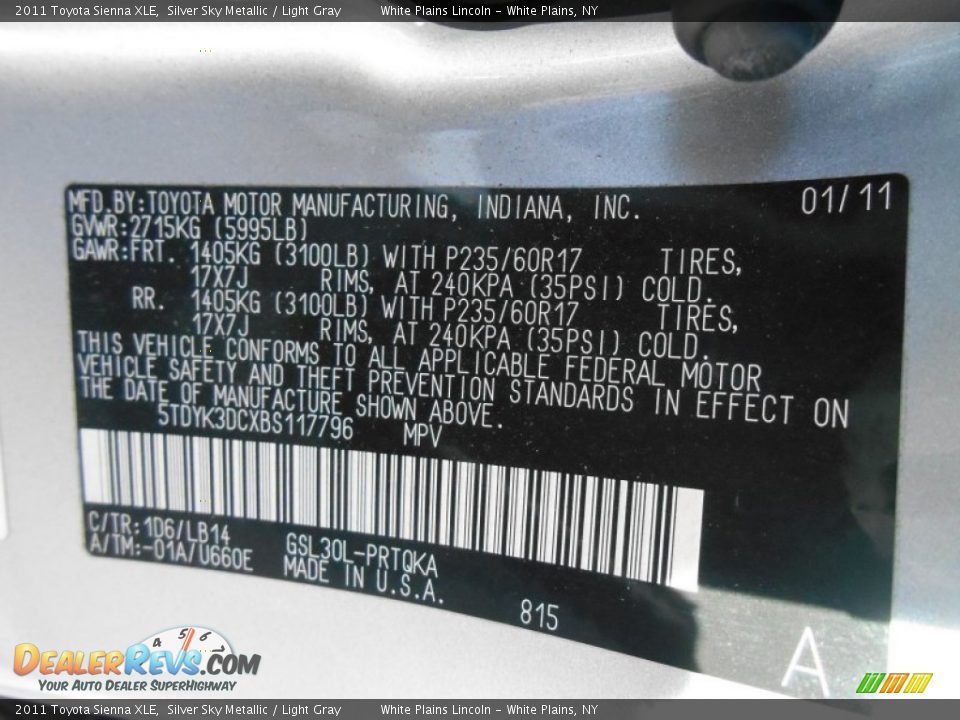 2011 Toyota Sienna XLE, Silver Sky Metallic / Light Gray White Plains Lincoln - White Plains, NY
MFD.BY:TOYOTA MOTOR MANUFACTURING, INDIANA, INC. 01/11
GVWR:2715KG (5995LB)
GAWR:FRT. 1405KG (3100LB) WITH P235/60R17 TIRES,
17X7J RIMS, AT 240KPA (35PSI) COLD.
RR. 1405KG (3100LB) WITH P235/60R17 TIRES,
17X7J RIMS, AT 240KPA (35PSI) COLD.
THIS VEHICLE CONFORMS TO ALL APPLICABLE FEDERAL MOTOR
VEHICLE SAFETY AND THEFT PREVENTION STANDARDS IN EFFECT ON
THE DATE OF MANUFACTURE SHOWN ABOVE.
5TDYK3DCXBS117796 MPV
C/TR:1D6/LB14
A/TM:-01A/U660E
GSL30L-PRTQKA
MADE IN U.S.A.
815
A
4 5 6
DEALERREVS.COM
YOUR AUTO DEALER SUPERHIGHWAY
2011 Toyota Sienna XLE, Silver Sky Metallic / Light Gray White Plains Lincoln - White Plains, NY